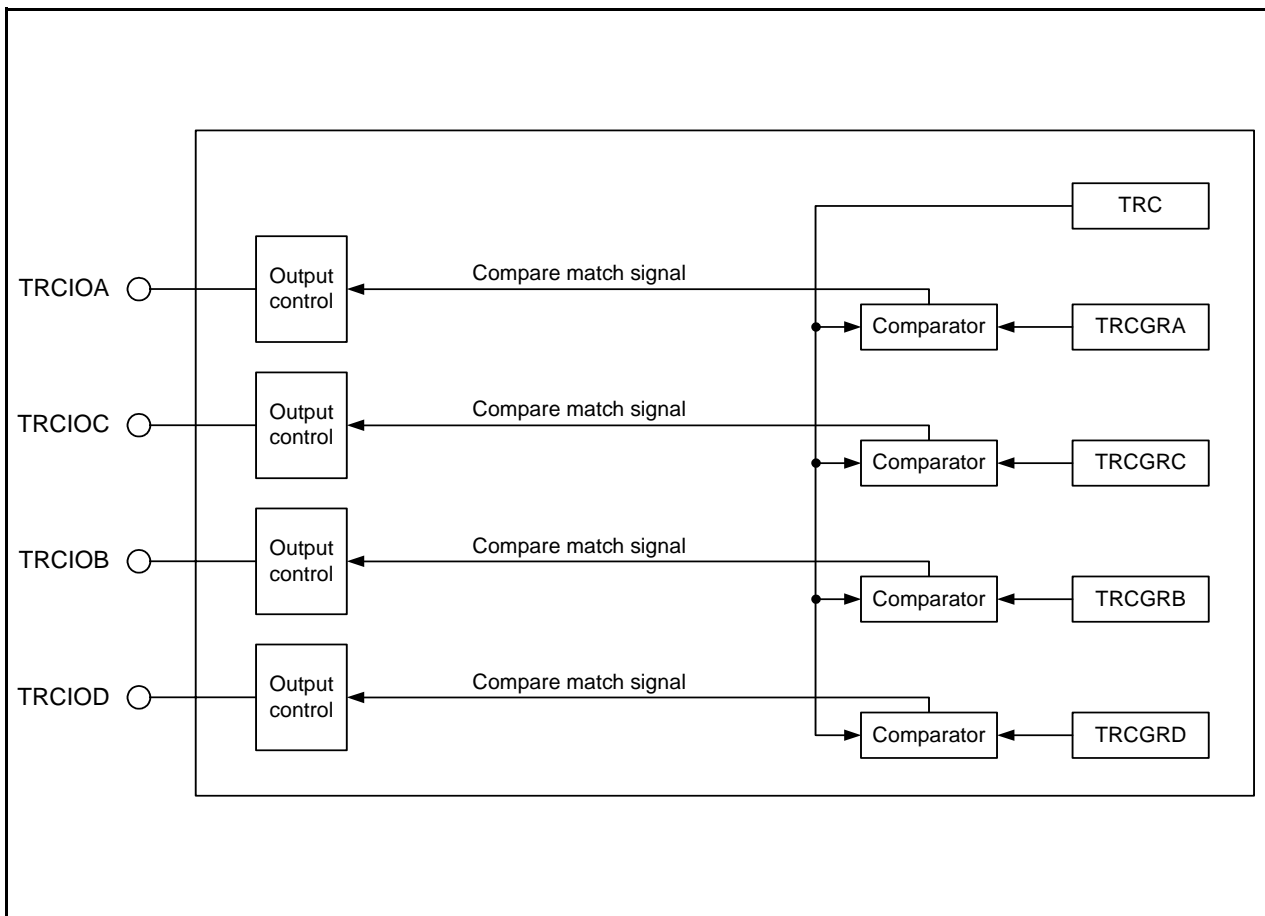 TRC
TRCIOA
Output
control
Compare match signal
Comparator
TRCGRA
TRCIOC
Output
control
Compare match signal
Comparator
TRCGRC
TRCIOB
Output
control
Compare match signal
Comparator
TRCGRB
TRCIOD
Output
control
Compare match signal
Comparator
TRCGRD